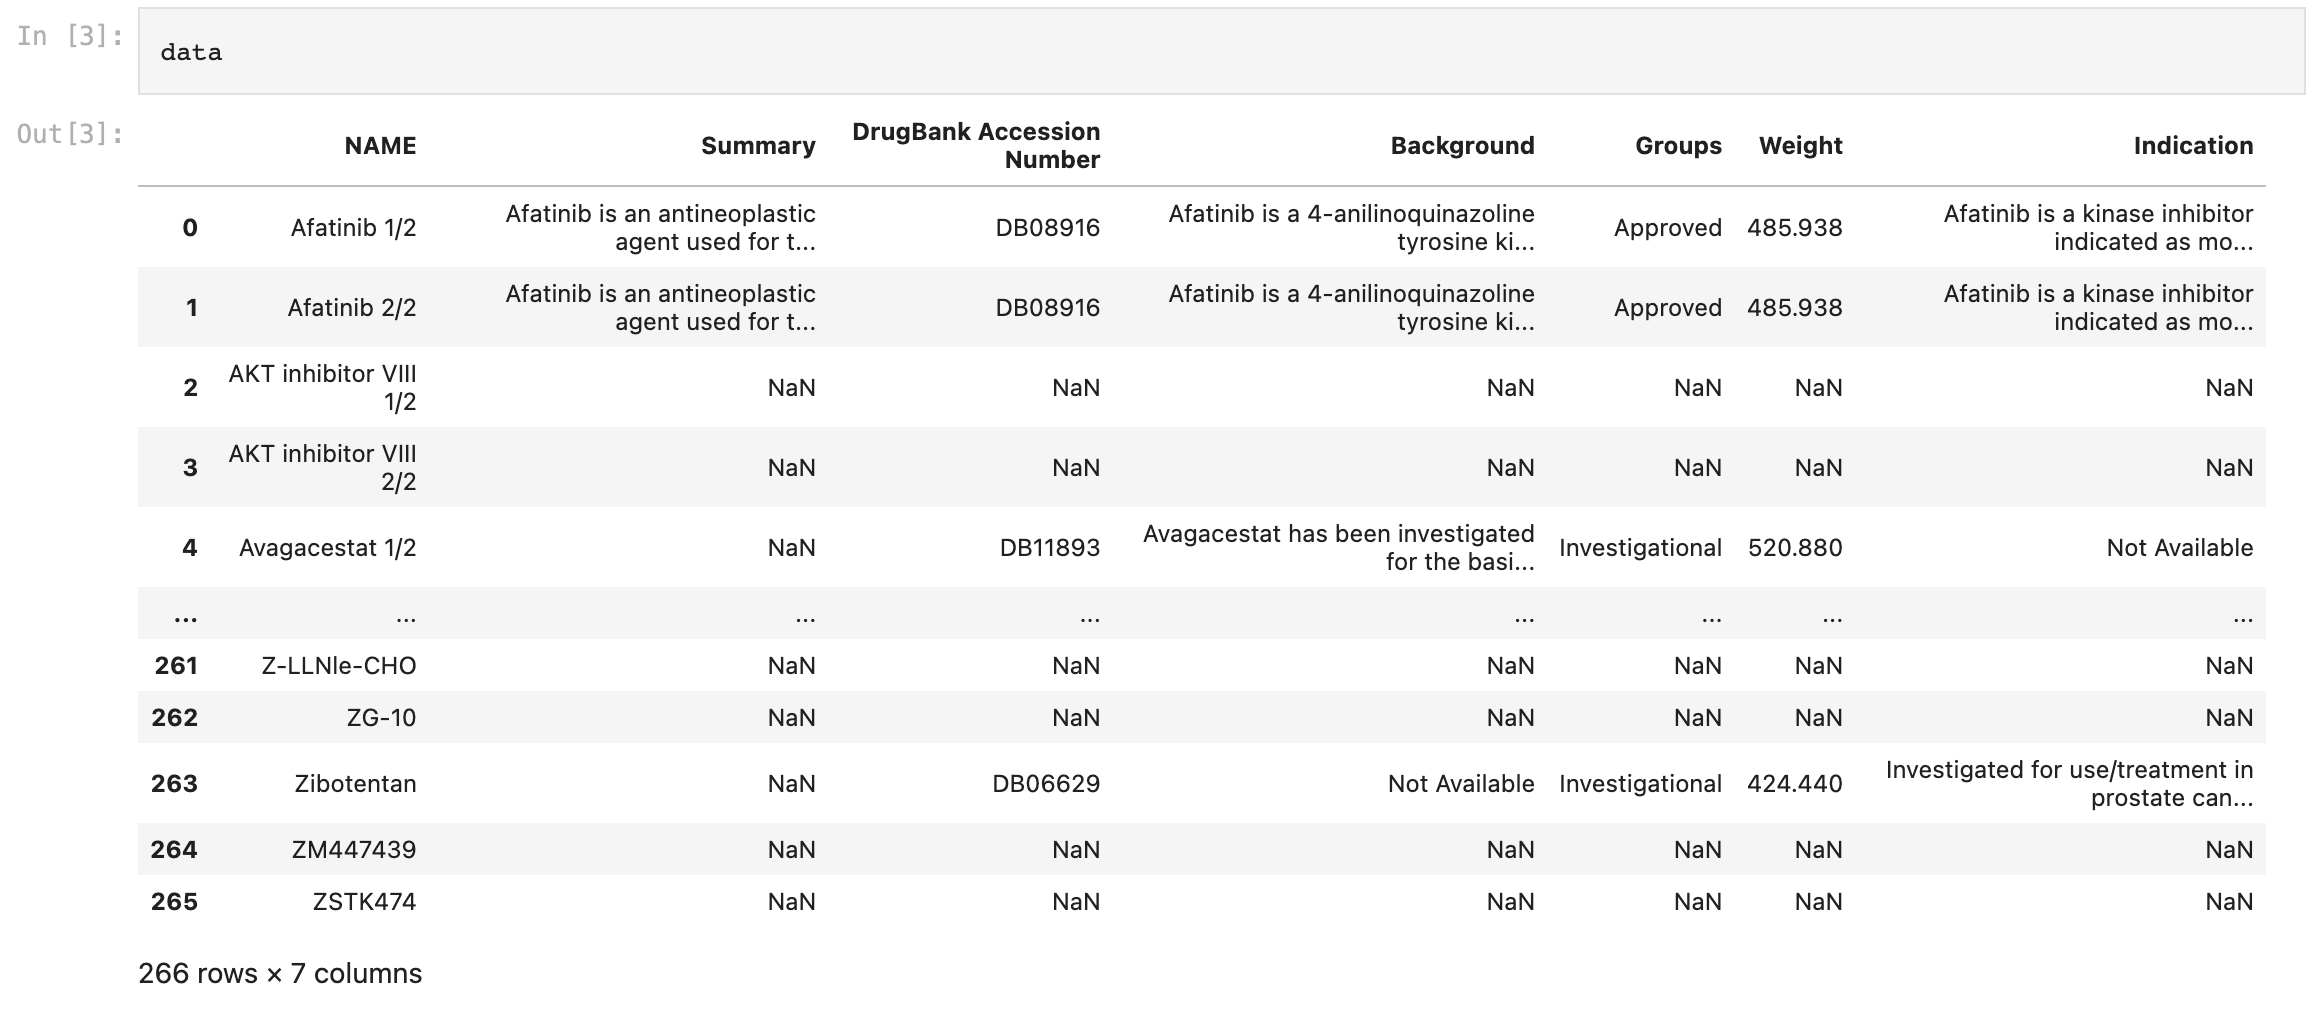 In [3]:
data
Out[3]:
NAME Summary DrugBank Accession Number Background Groups Weight Indication
0 Afatinib 1/2 Afatinib is an antineoplastic agent used for t... DB08916 Afatinib is a 4-anilinoquinazoline tyrosine ki... Approved 485.938 Afatinib is a kinase inhibitor indicated as mo...
1 Afatinib 2/2 Afatinib is an antineoplastic agent used for t... DB08916 Afatinib is a 4-anilinoquinazoline tyrosine ki... Approved 485.938 Afatinib is a kinase inhibitor indicated as mo...
2 AKT inhibitor VIII 1/2 NaN NaN NaN NaN NaN NaN
3 AKT inhibitor VIII 2/2 NaN NaN NaN NaN NaN NaN
4 Avagacestat 1/2 NaN DB11893 Avagacestat has been investigated for the basi... Investigational 520.880 Not Available
... ... ... ... ... ... ... ...
261 Z-LLNle-CHO NaN NaN NaN NaN NaN NaN
262 ZG-10 NaN NaN NaN NaN NaN NaN
263 Zibotentan NaN DB06629 Not Available Investigational 424.440 Investigated for use/treatment in prostate can...
264 ZM447439 NaN NaN NaN NaN NaN NaN
265 ZSTK474 NaN NaN NaN NaN NaN NaN
266 rows × 7 columns